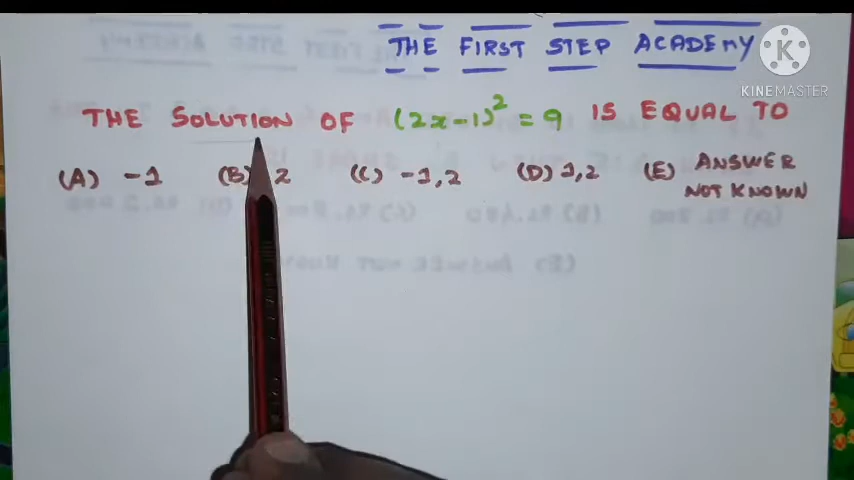 THE FIRST STEP ACADEMY
K
KINEMASTER
THE SOLUTION OF (2x-1)² = 9 IS EQUAL TO
(A) -1 (B) 2 (C) -1,2 (D) 1,2 (E) ANSWER
NOT KNOWN